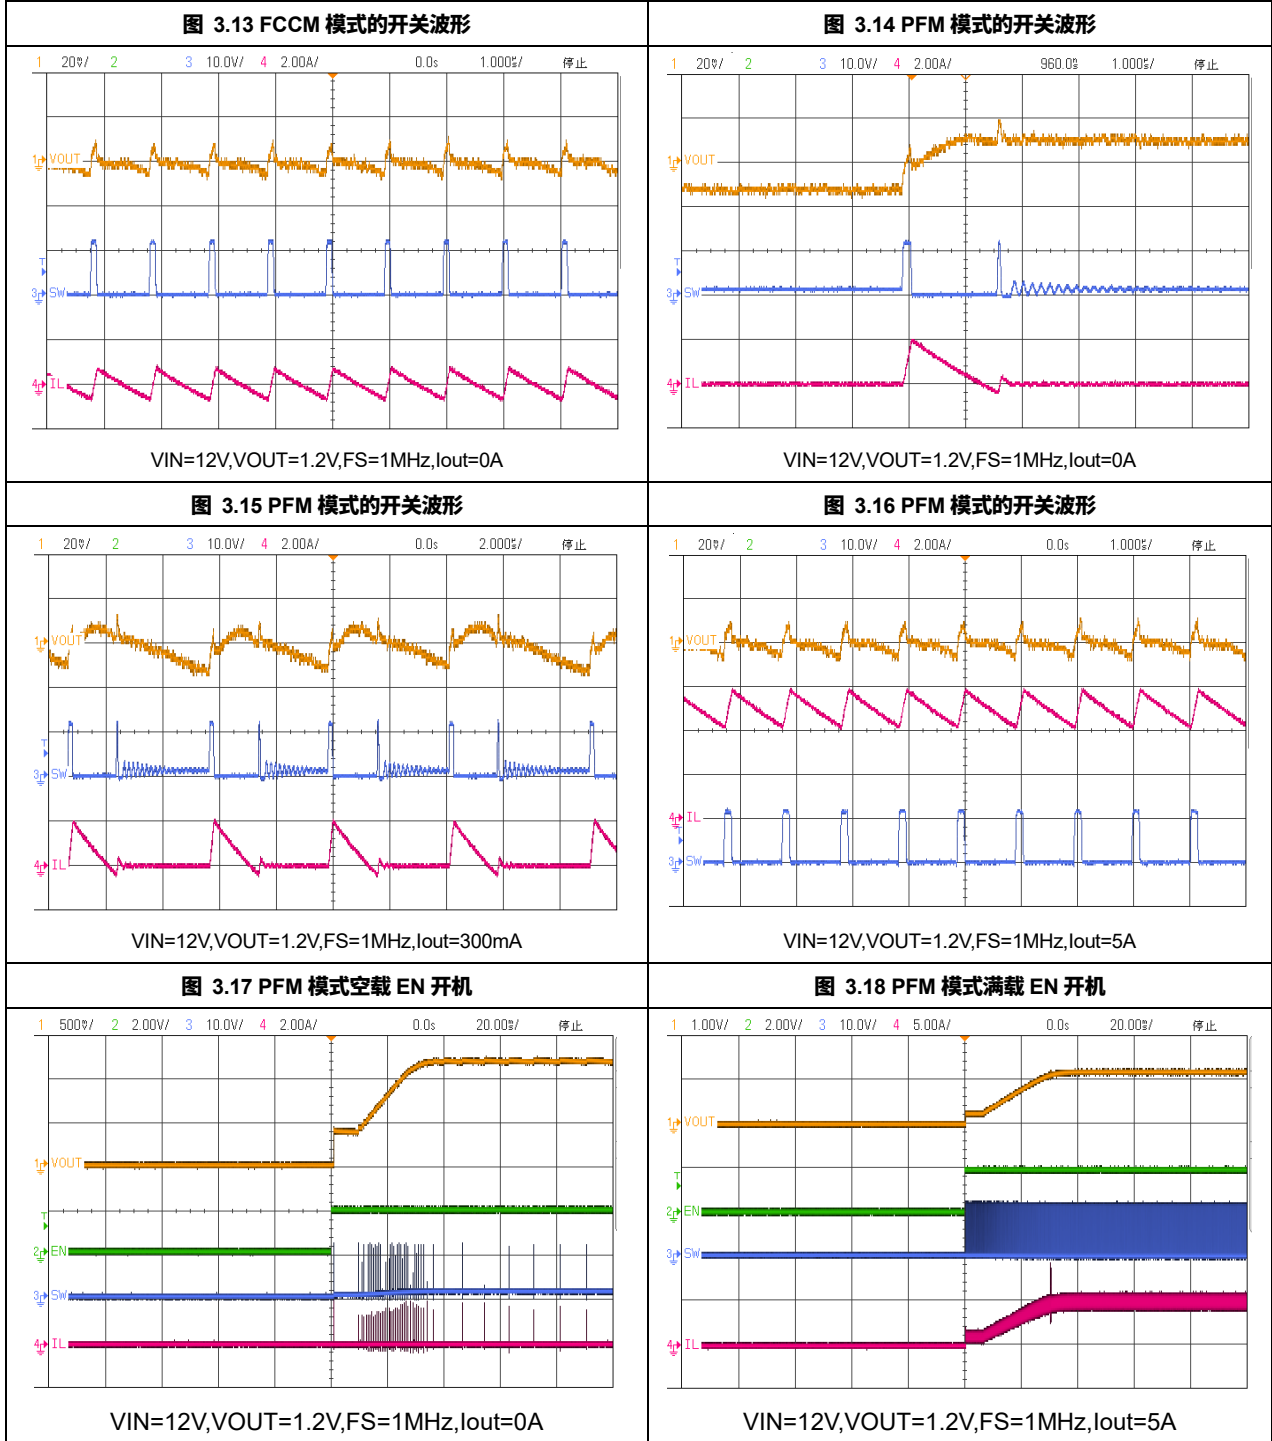 图 3.13 FCCM 模式的开关波形
1 20⅟/ 2 3 10.0V/ 4 2.00A/ 0.0s 1.000㎲/ 停止
VOUT
SW
IL
VIN=12V,VOUT=1.2V,FS=1MHz,Iout=0A
图 3.14 PFM 模式的开关波形
1 20⅟/ 2 3 10.0V/ 4 2.00A/ 960.0㎱ 1.000㎲/ 停止
VOUT
SW
IL
VIN=12V,VOUT=1.2V,FS=1MHz,Iout=0A
图 3.15 PFM 模式的开关波形
1 20⅟/ 2 3 10.0V/ 4 2.00A/ 0.0s 2.000㎲/ 停止
VOUT
SW
IL
VIN=12V,VOUT=1.2V,FS=1MHz,Iout=300mA
图 3.16 PFM 模式的开关波形
1 20⅟/ 2 3 10.0V/ 4 2.00A/ 0.0s 1.000㎲/ 停止
VOUT
IL
SW
VIN=12V,VOUT=1.2V,FS=1MHz,Iout=5A
图 3.17 PFM 模式空载 EN 开机
1 500⅟/ 2 2.00V/ 3 10.0V/ 4 2.00A/ 0.0s 20.00㎳/ 停止
VOUT
EN
SW
IL
VIN=12V,VOUT=1.2V,FS=1MHz,Iout=0A
图 3.18 PFM 模式满载 EN 开机
1 1.00V/ 2 2.00V/ 3 10.0V/ 4 5.00A/ 0.0s 20.00㎳/ 停止
VOUT
EN
SW
IL
VIN=12V,VOUT=1.2V,FS=1MHz,Iout=5A